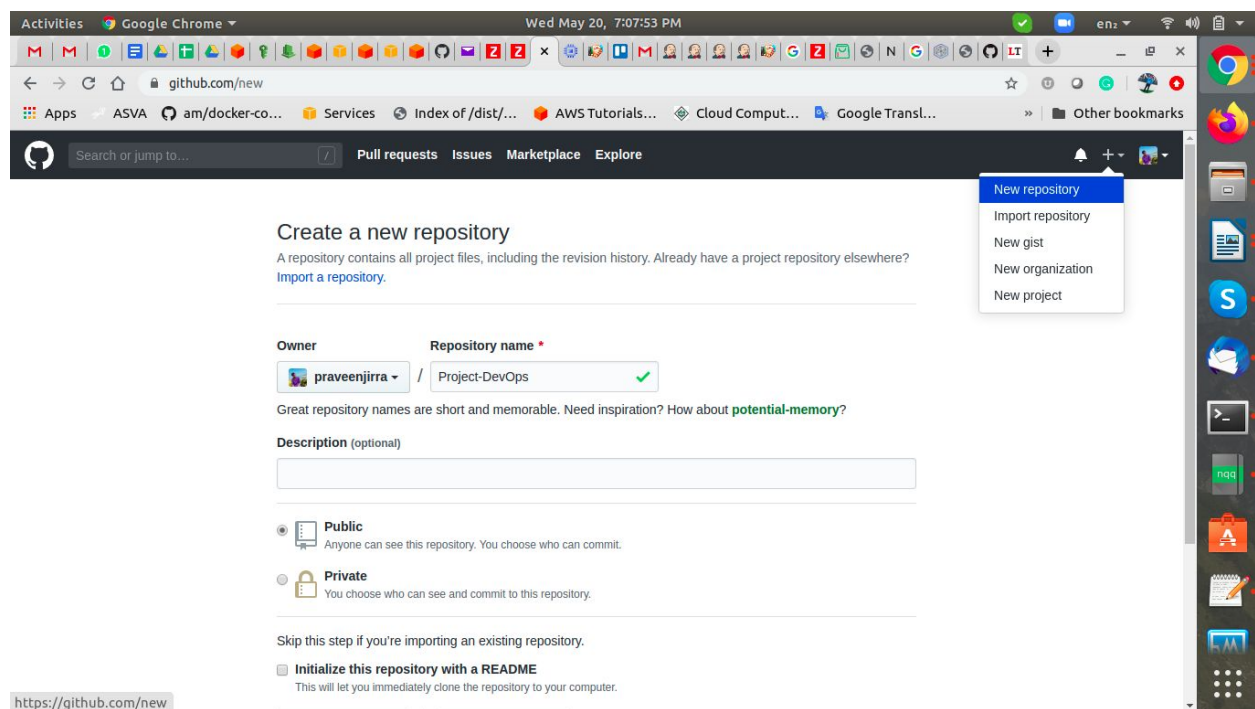 Activities Google Chrome Wed May 20, 7:07:53 PM en₂
github.com/new
Apps ASVA am/docker-co... Services Index of /dist/... AWS Tutorials... Cloud Comput... Google Transl... » Other bookmarks
Search or jump to... / Pull requests Issues Marketplace Explore
New repository
Import repository
New gist
New organization
New project
Create a new repository
A repository contains all project files, including the revision history. Already have a project repository elsewhere?
Import a repository.
Owner Repository name *
praveenjirra / Project-DevOps
Great repository names are short and memorable. Need inspiration? How about potential-memory?
Description (optional)
Public
Anyone can see this repository. You choose who can commit.
Private
You choose who can see and commit to this repository.
Skip this step if you're importing an existing repository.
Initialize this repository with a README
This will let you immediately clone the repository to your computer.
https://github.com/new
nqq